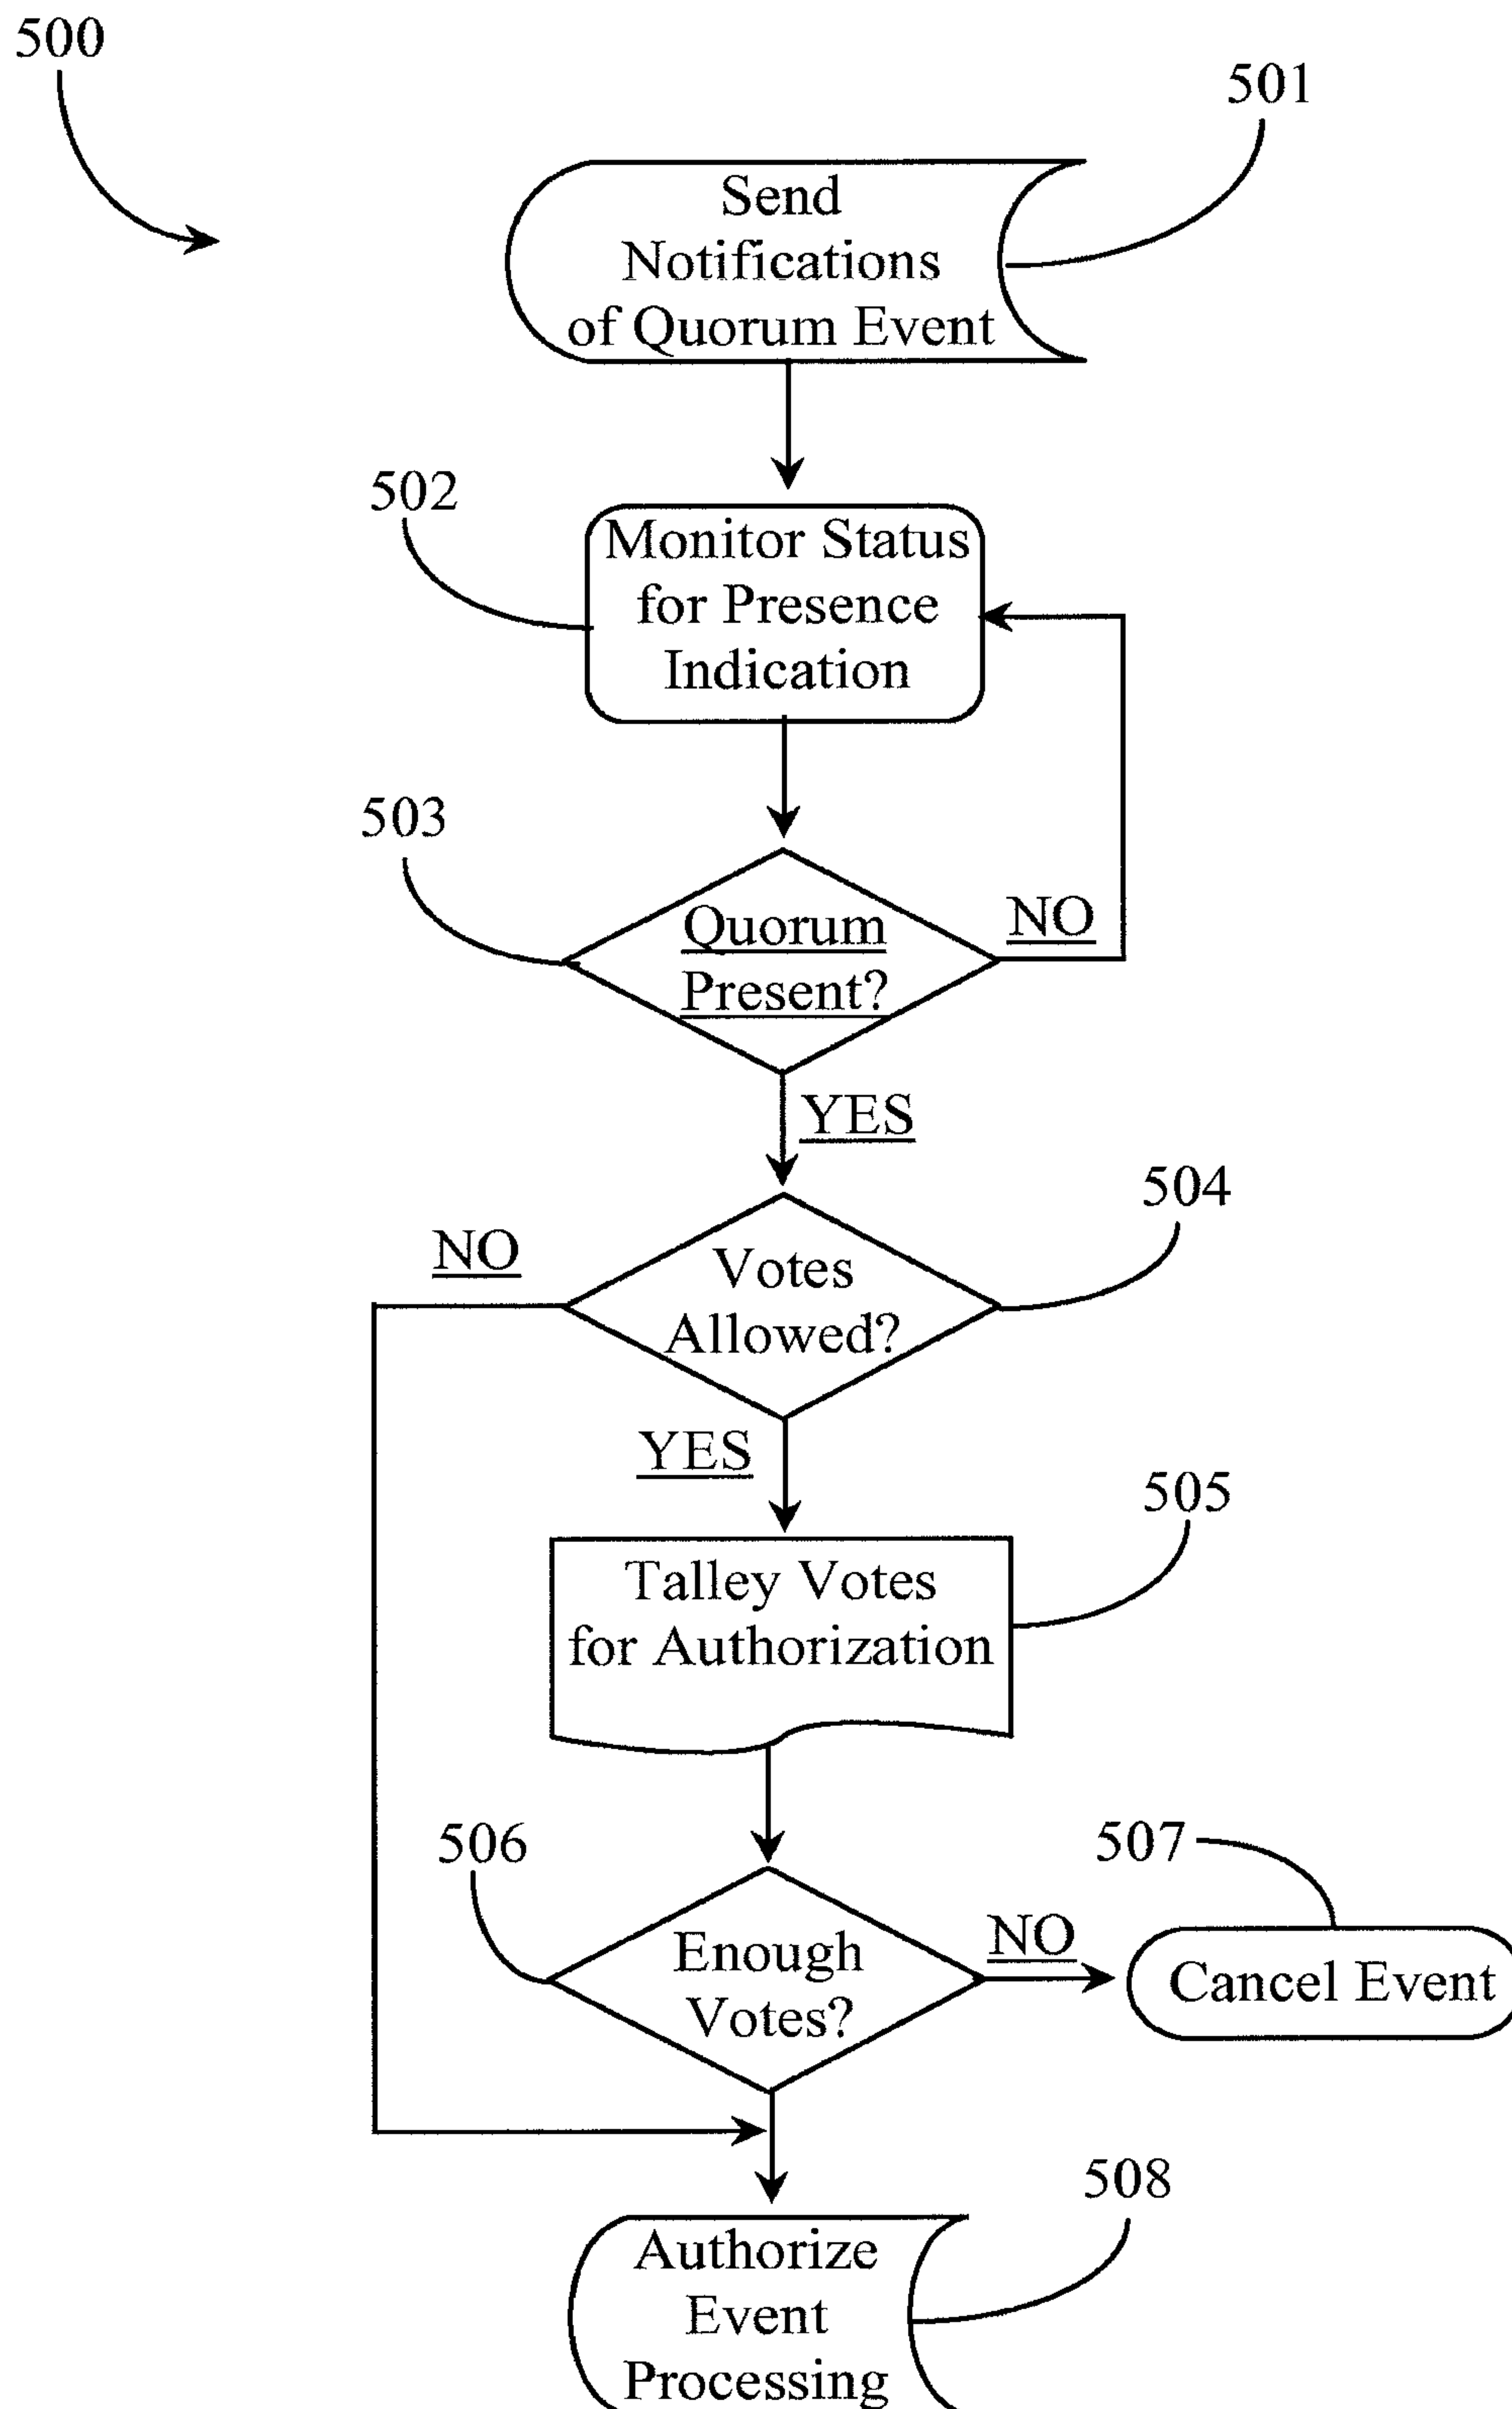 500
501
Send
Notifications
of Quorum Event
502
Monitor Status
for Presence
Indication
503
Quorum
Present?
NO
YES
504
NO
Votes
Allowed?
YES
505
Talley Votes
for Authorization
506
507
Enough
Votes?
NO
Cancel Event
508
Authorize
Event
Processing